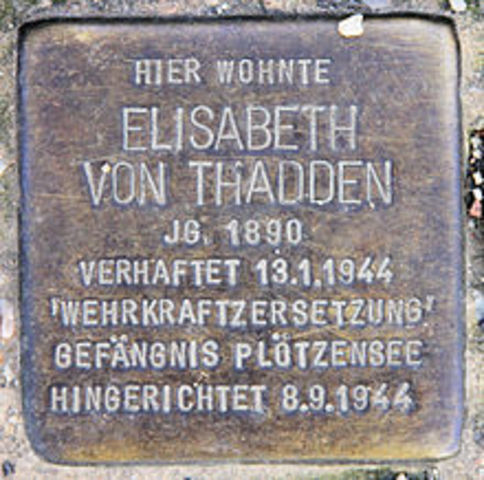 HIER WOHNTE
ELISABETH
VON THADDEN
JG. 1890
VERHAFTET 13.1.1944
'WEHRKRAFTZERSETZUNG'
GEFÄNGNIS PLÖTZENSEE
HINGERICHTET 8.9.1944